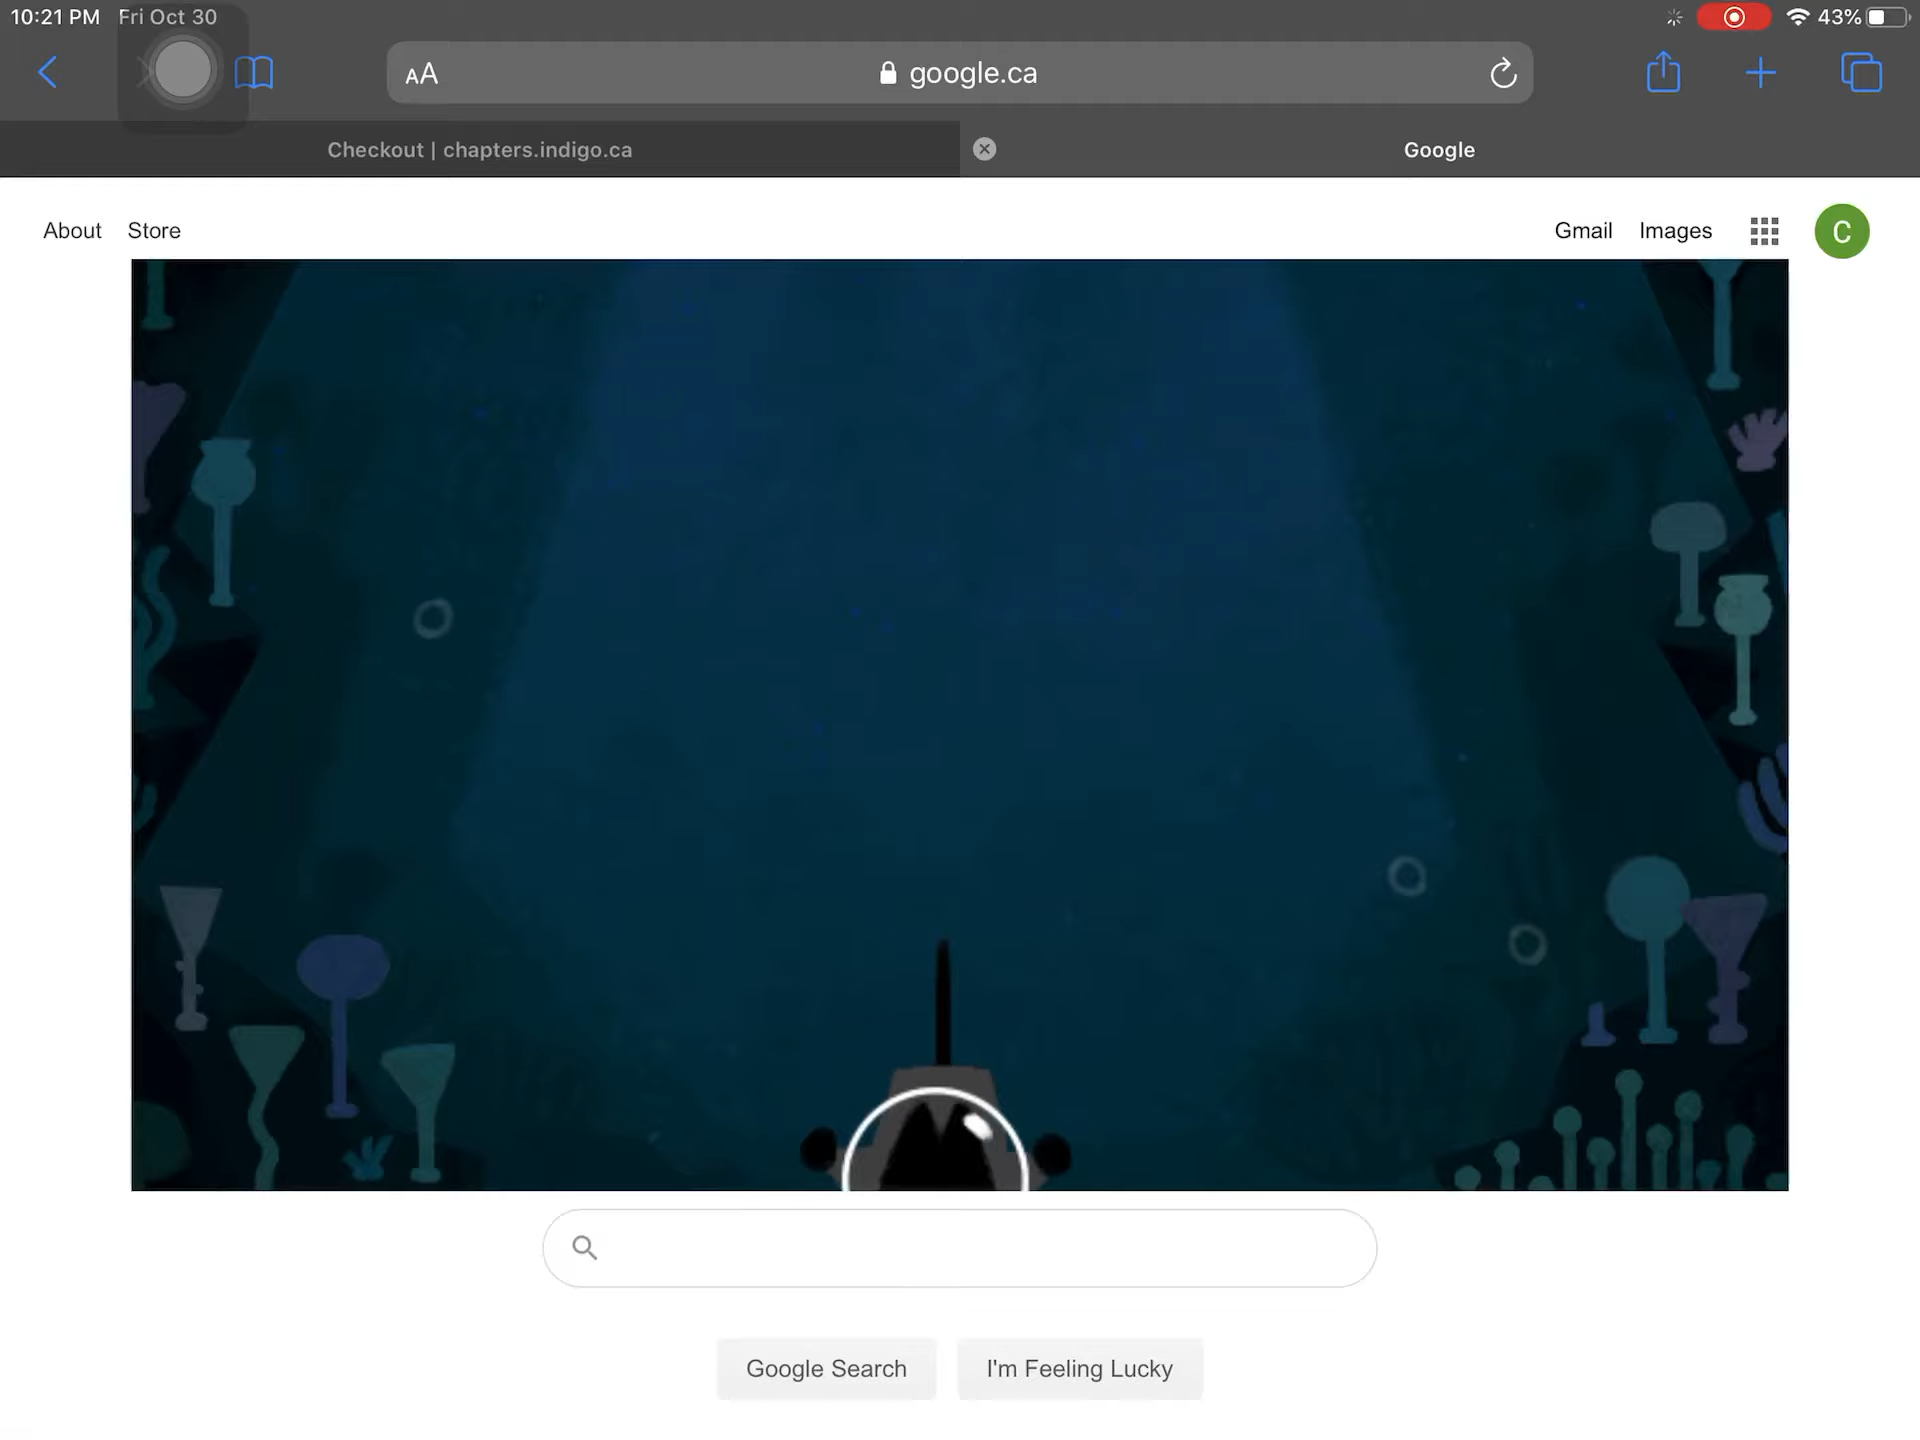 10:21 PM Fri Oct 30 43%
AA google.ca
Checkout | chapters.indigo.ca Google
About Store Gmail Images C
Google Search I'm Feeling Lucky